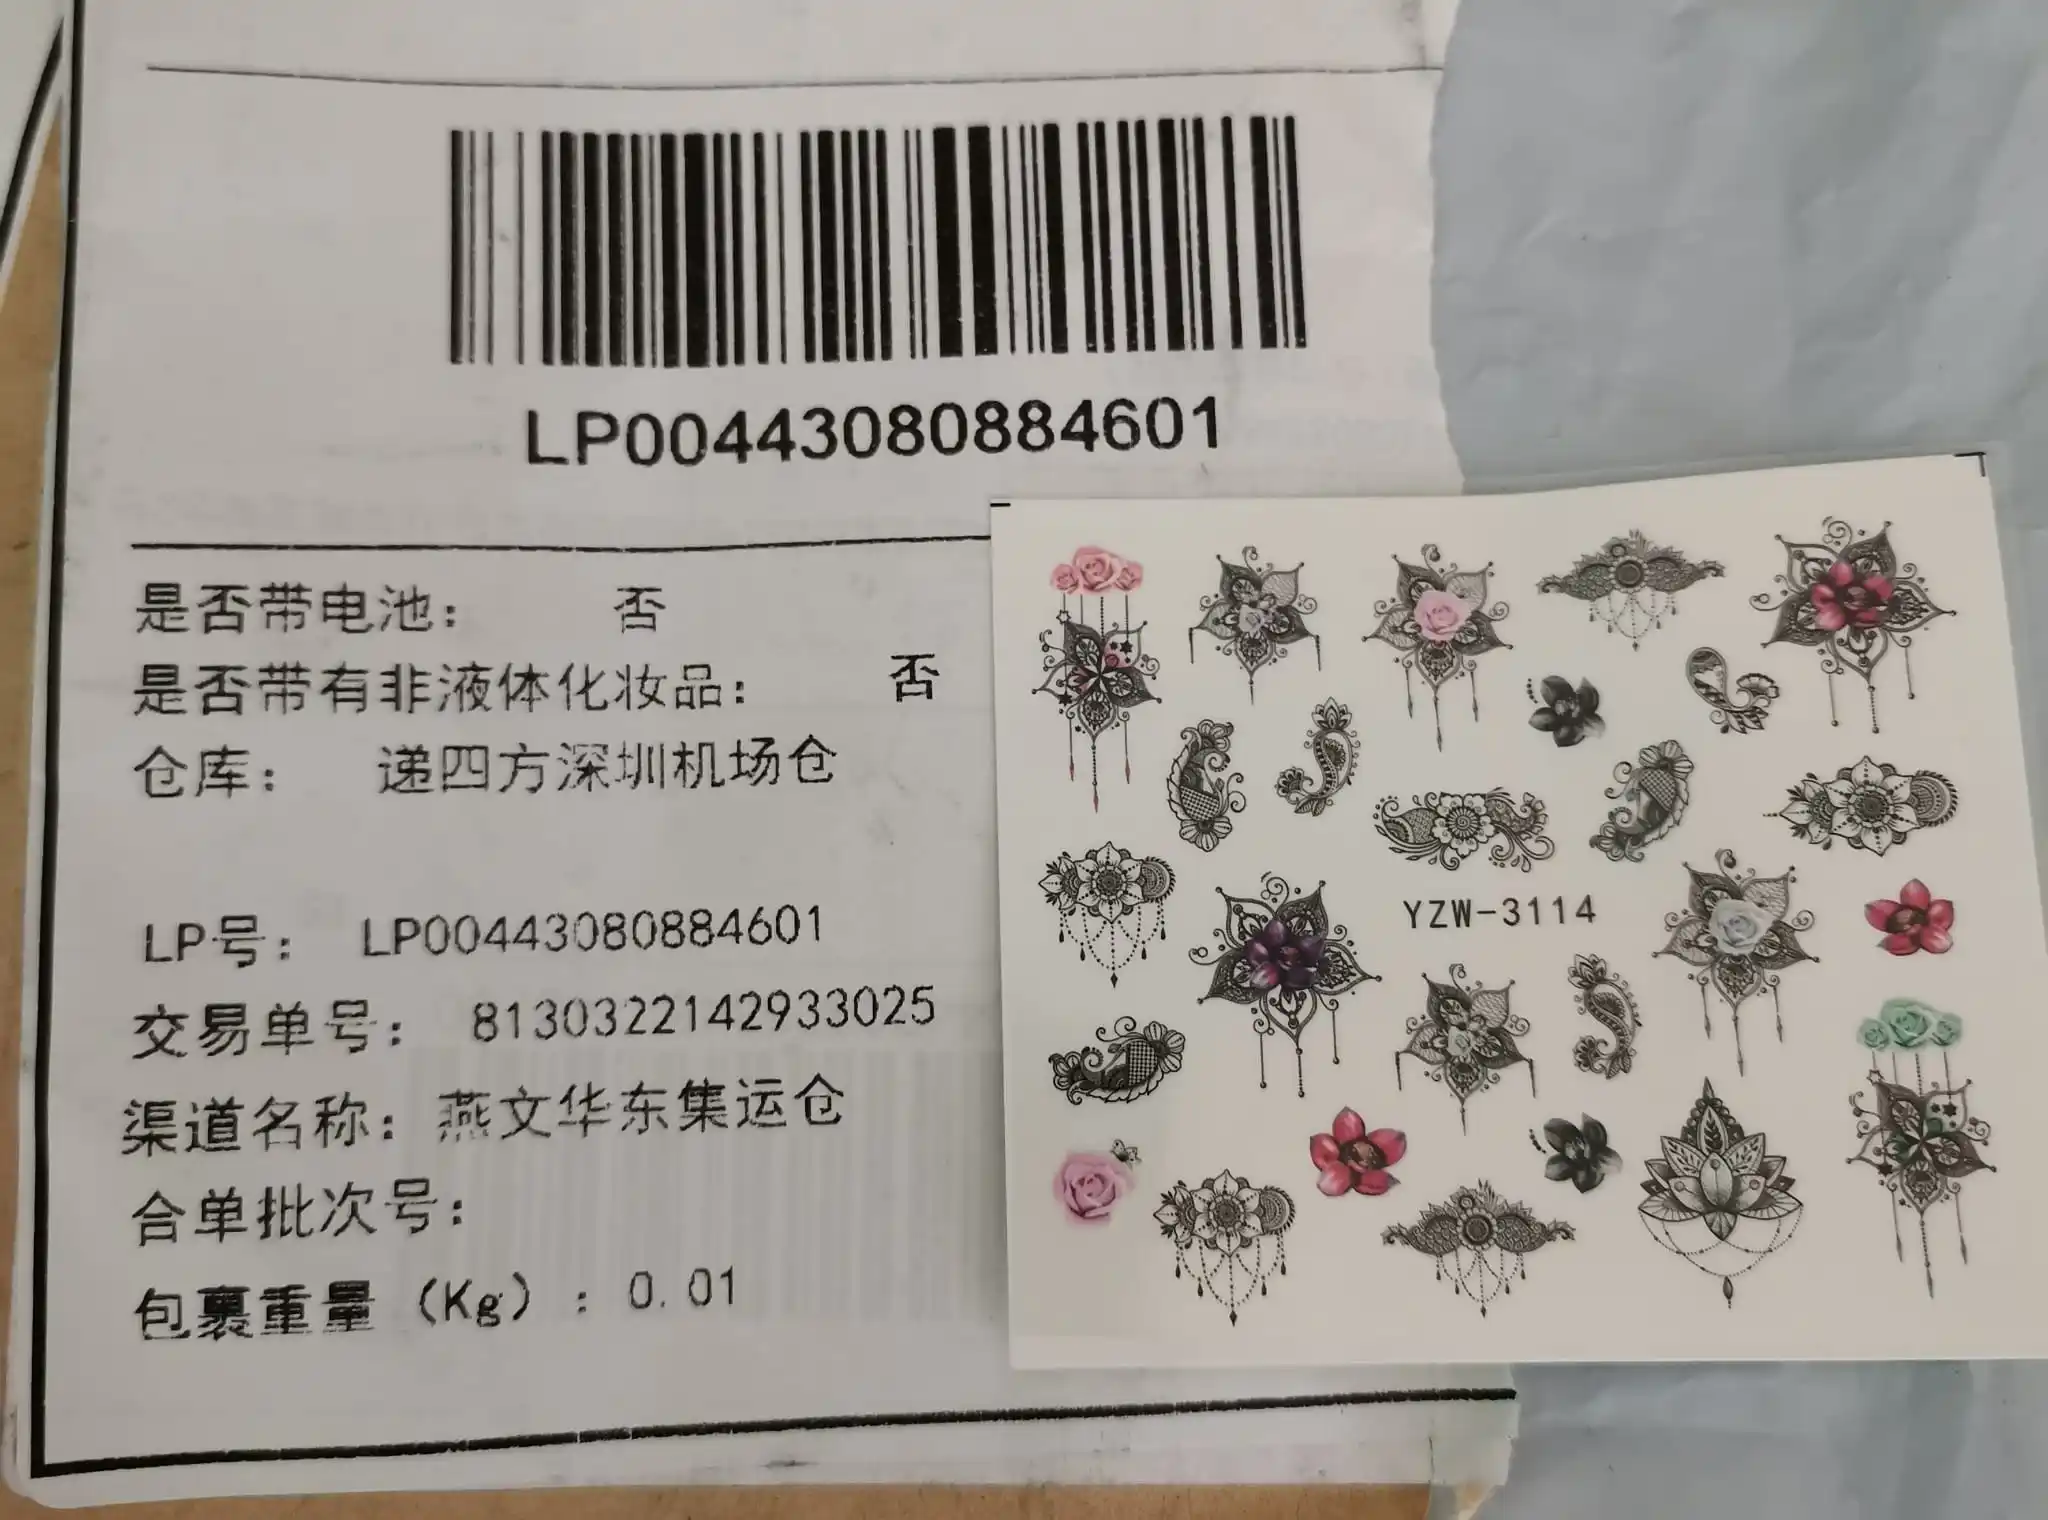 LP00443080884601
是否带电池： 否
是否带有非液体化妆品： 否
仓库： 递四方深圳机场仓
LP号： LP00443080884601
交易单号： 8130322142933025
渠道名称： 燕文华东集运仓
合单批次号：
包裹重量（Kg）：0.01
YZW-3114